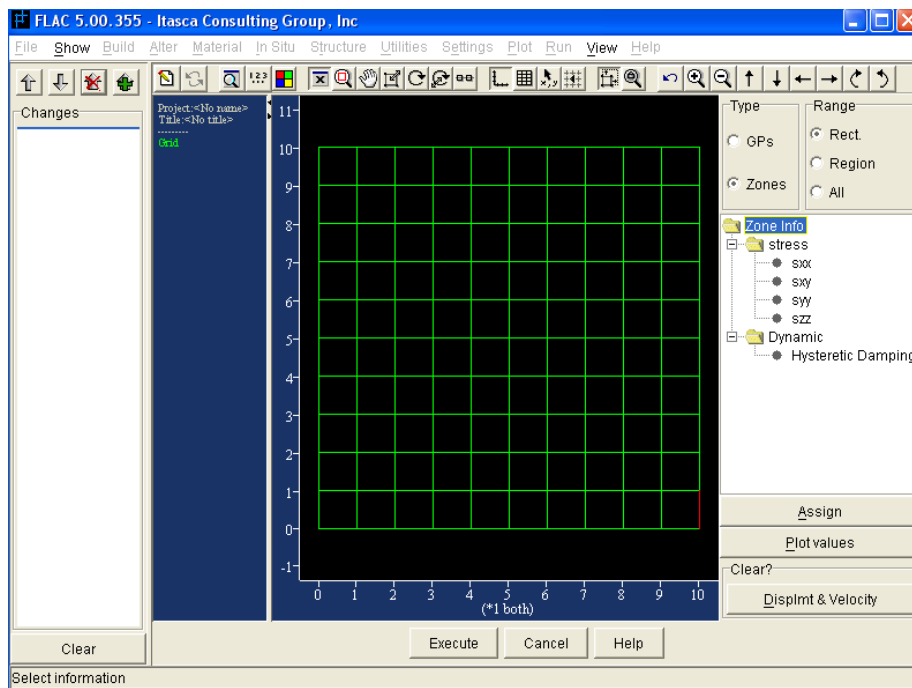 FLAC 5.00.355 - Itasca Consulting Group, Inc
File Show Build Alter Material In Situ Structure Utilities Settings Plot Run View Help
1.2.3
x,y
Changes
Project:<No name>
Title:<No title>
---------
Grid
11
10
9
8
7
6
5
4
3
2
1
0
-1
0 1 2 3 4 5 6 7 8 9 10
(*1 both)
Type
GPs
Zones
Range
Rect.
Region
All
Zone Info
stress
sxx
sxy
syy
szz
Dynamic
Hysteretic Damping
Assign
Plot values
Clear?
Displmt & Velocity
Clear
Execute Cancel Help
Select information